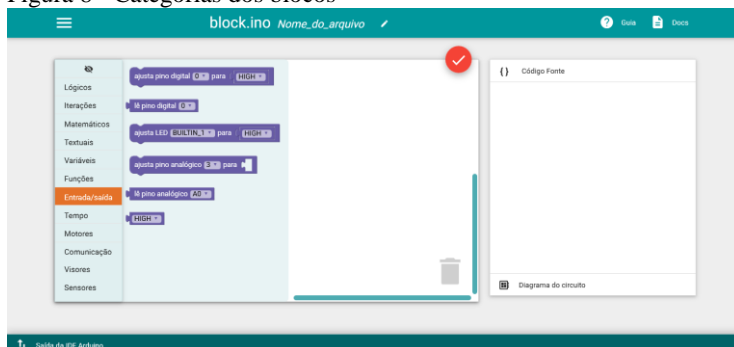 Figura 8 - Categorias dos blocos
block.ino Nome_do_arquivo
Guia
Docs
Lógicos
Iterações
Matemáticos
Textuais
Variáveis
Funções
Entrada/saída
Tempo
Motores
Comunicação
Visores
Sensores
ajusta pino digital 0 para HIGH
lê pino digital 0
ajusta LED BUILTIN_1 para HIGH
ajusta pino analógico 3 para
lê pino analógico A0
HIGH
{ } Código Fonte
Diagrama do circuito
Saída da IDE Arduino